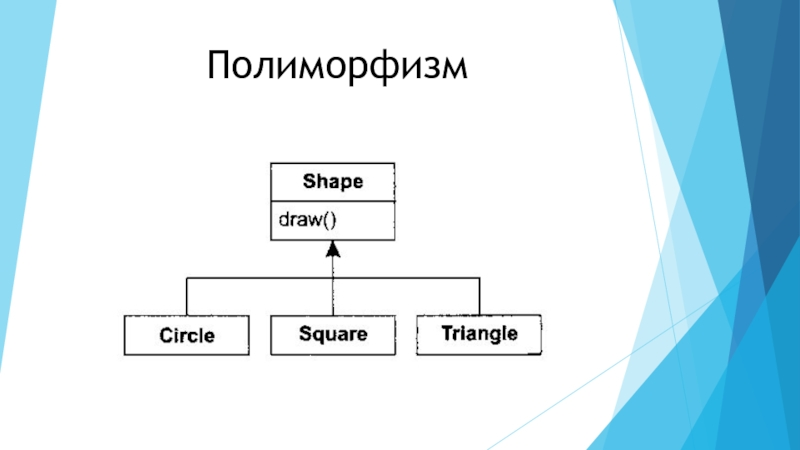 Полиморфизм
Shape
draw()
Circle
Square
Triangle